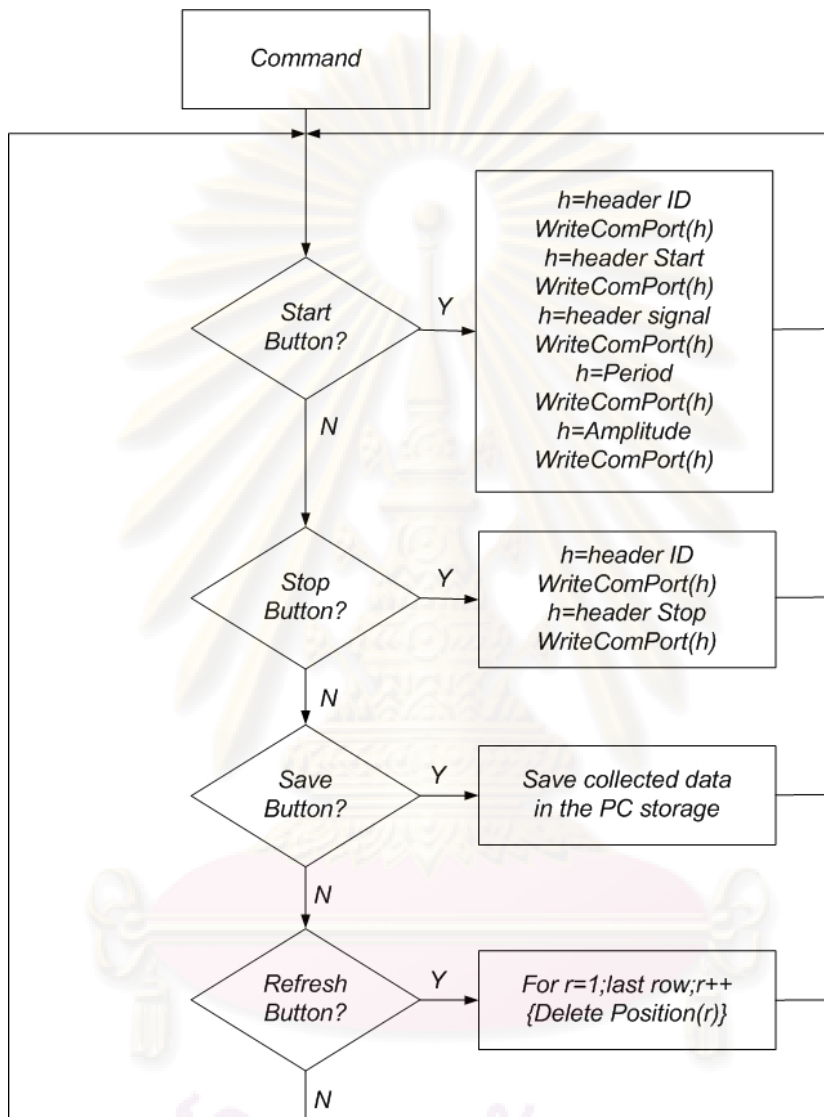 Command
h=header ID
WriteComPort(h)
h=header Start
WriteComPort(h)
h=header signal
WriteComPort(h)
h=Period
WriteComPort(h)
h=Amplitude
WriteComPort(h)
Start
Button?
Y
N
h=header ID
WriteComPort(h)
h=header Stop
WriteComPort(h)
Stop
Button?
Y
N
Save
Button?
Y
Save collected data
in the PC storage
N
Refresh
Button?
Y
For r=1;last row;r++
{Delete Position(r)}
N